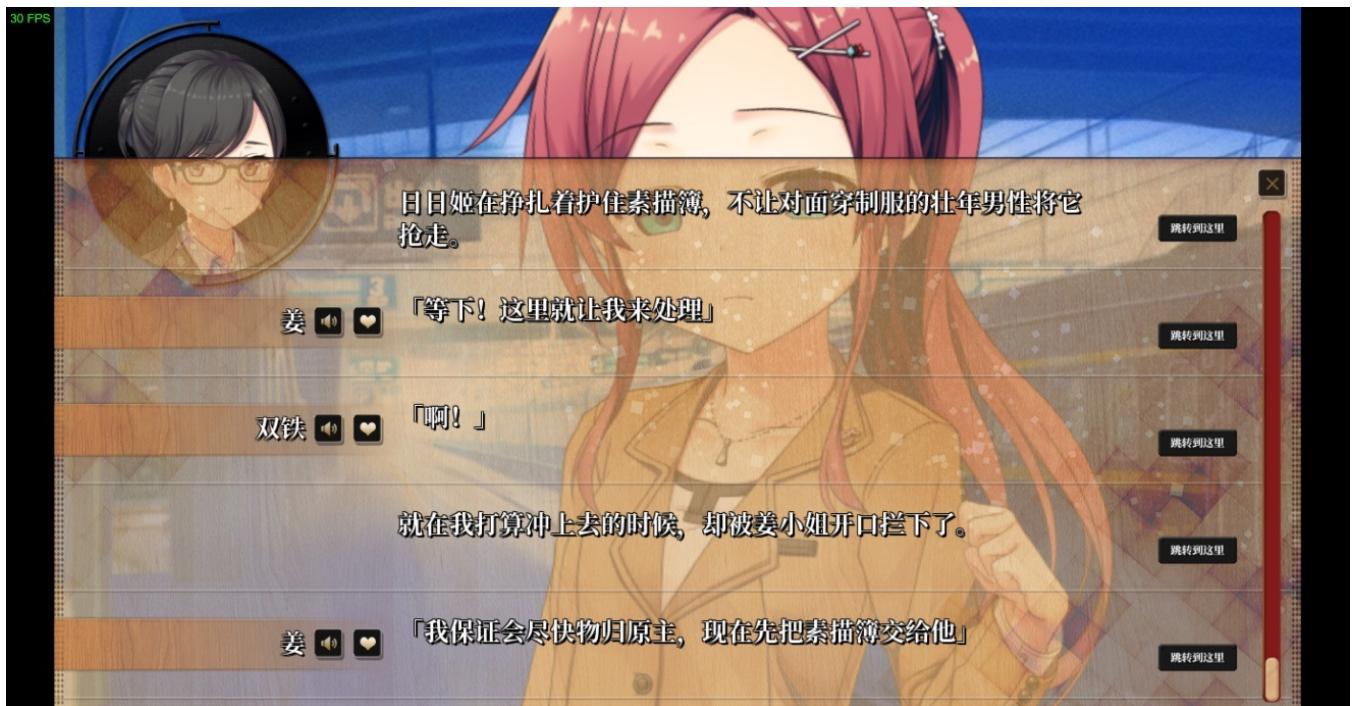 30 FPS
日日姬在挣扎着护住素描簿，不让对面穿制服的壮年男性将它
抢走。
跳转到这里
姜
「等下！这里就让我来处理」
跳转到这里
双铁
「啊！」
跳转到这里
就在我打算冲上去的时候，却被姜小姐开口拦下了。
跳转到这里
姜
「我保证会尽快物归原主，现在先把素描簿交给他」
跳转到这里